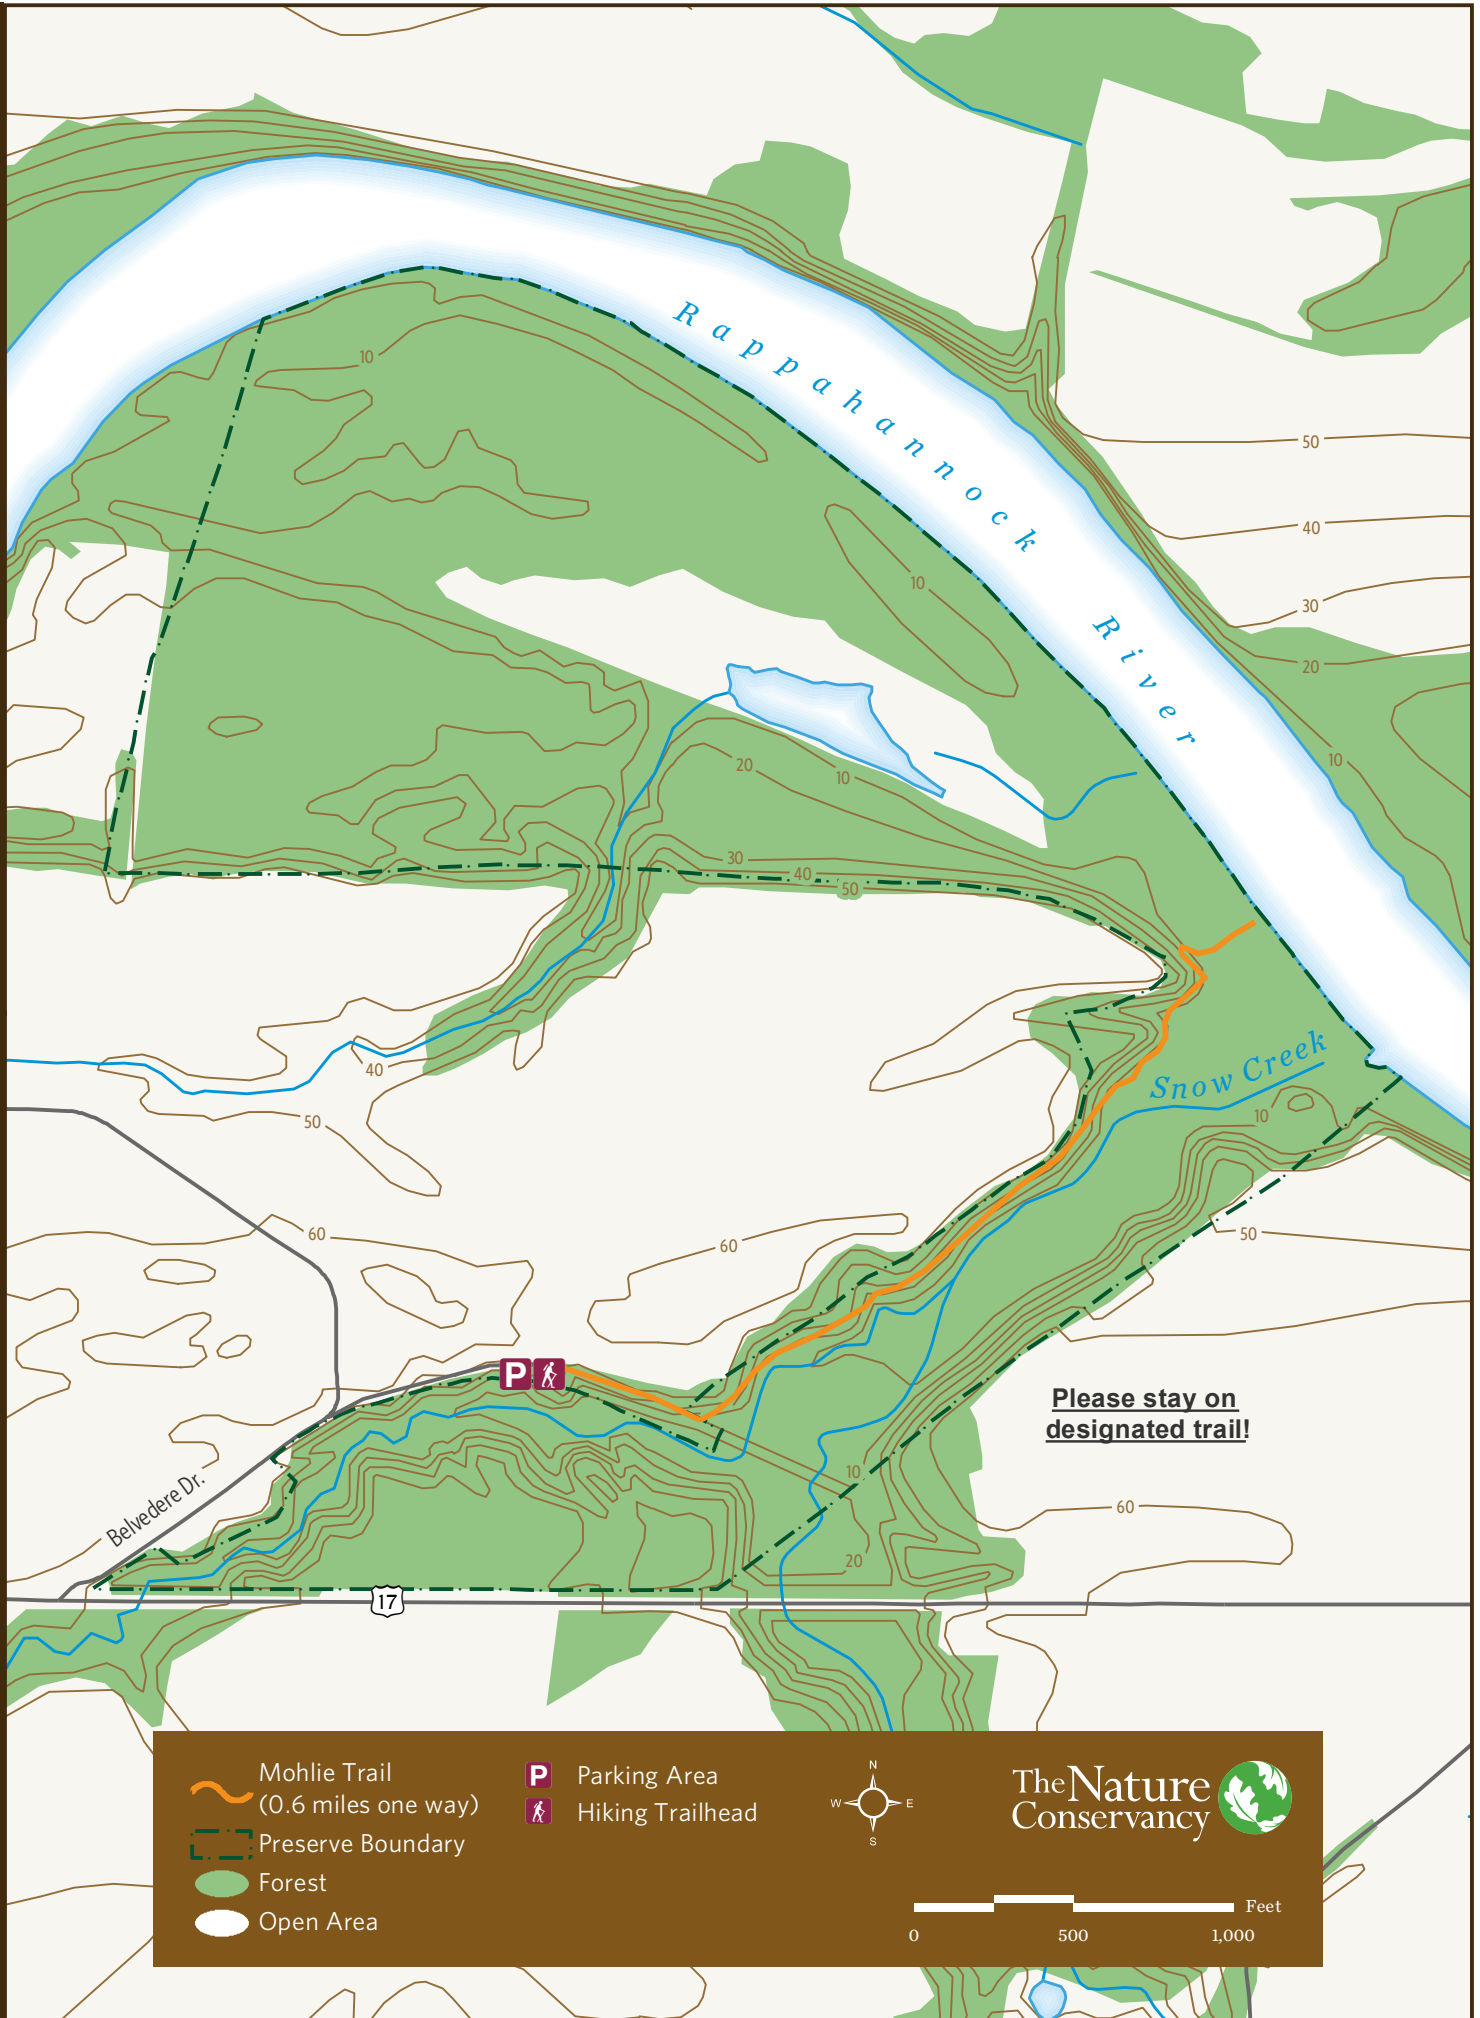 Rappahannock River
10
50
40
10
30
20
10
20
10
30
40
50
Snow Creek
10
40
50
60
60
50
P
Please stay on
designated trail!
10
60
Belvedere Dr.
20
17
Mohlie Trail
(0.6 miles one way)
Preserve Boundary
Forest
Open Area
P Parking Area
Hiking Trailhead
N
W E
S
The Nature
Conservancy
Feet
0 500 1,000